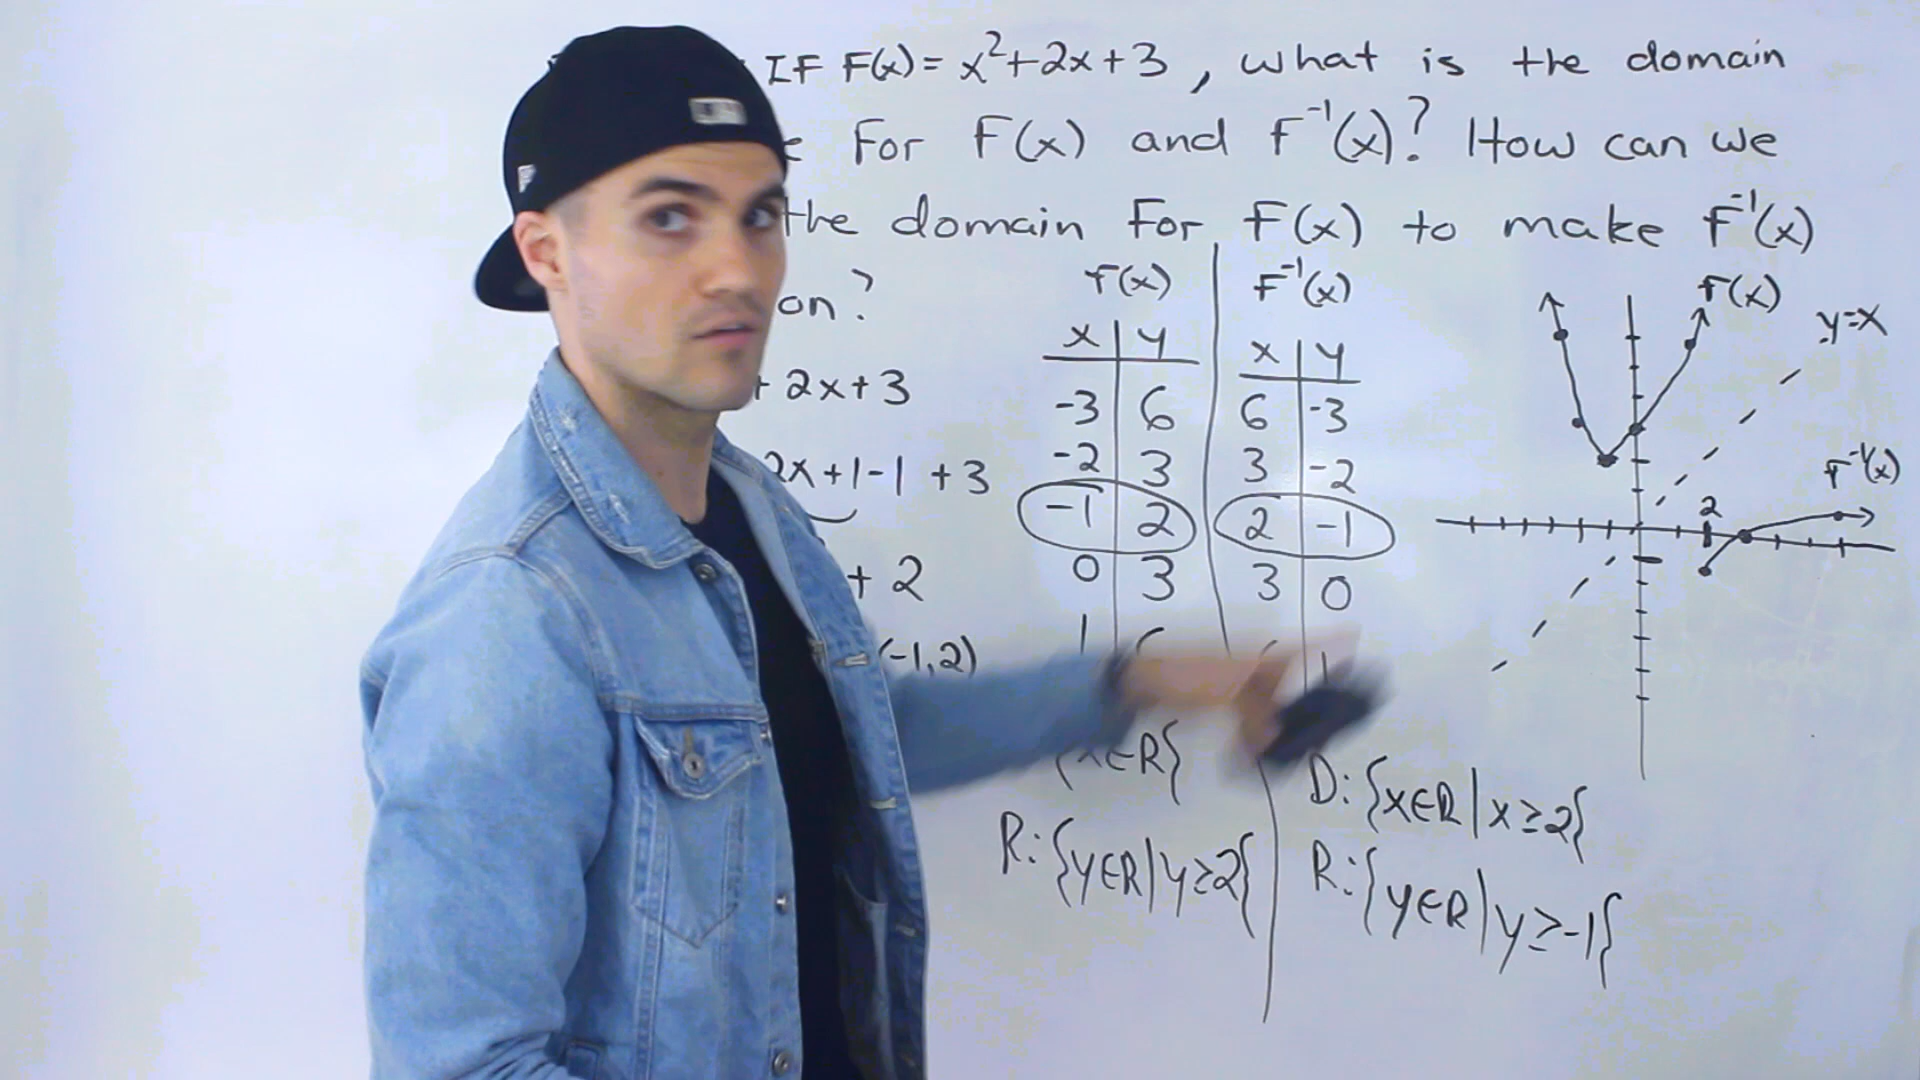 IF F(x) = x²+2x+3 , what is the domain
For F(x) and F⁻¹(x)? How can we
the domain For F(x) to make F⁻¹(x)
on?
+ 2x+3
2x+1-1 +3
+ 2
(-1,2)
F(x)
x | y
-3 | 6
-2 | 3
-1 | 2
0 | 3
1
{x∈R}
R: {y∈R | y≥2}
F⁻¹(x)
x | y
6 | -3
3 | -2
2 | -1
3 | 0
1
D: {x∈R | x≥2}
R: {y∈R | y≥-1}
F(x)
y=x
F⁻¹(x)
2